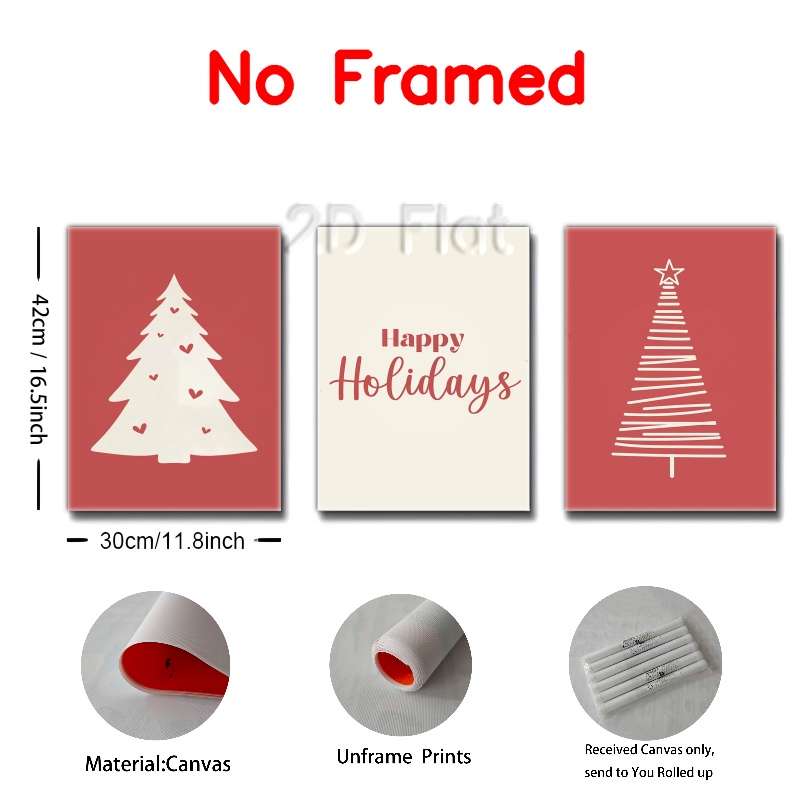 No Framed
2D Flat
Happy
Holidays
42cm / 16.5inch
30cm/11.8inch
Material:Canvas
Unframe Prints
Received Canvas only,
send to You Rolled up